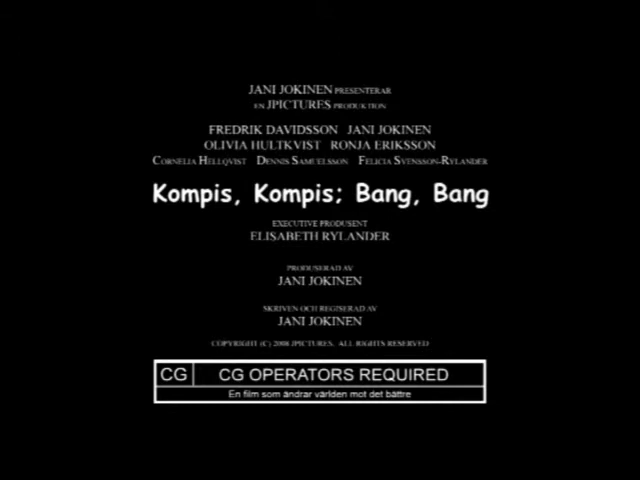 JANI JOKINEN PRESENTERAR
EN JPICTURES PRODUKTION
FREDRIK DAVIDSSON JANI JOKINEN
OLIVIA HULTKVIST RONJA ERIKSSON
CORNELIA HELLQVIST DENNIS SAMUELSSON FELICIA SVENSSON-RYLANDER
Kompis, Kompis; Bang, Bang
EXECUTIVE PRODUSENT
ELISABETH RYLANDER
PRODUSERAD AV
JANI JOKINEN
SKRIVEN OCH REGISERAD AV
JANI JOKINEN
COPYRIGHT (C) 2008 JPICTURES. ALL RIGHTS RESERVED
CG CG OPERATORS REQUIRED
En film som ändrar världen mot det bättre